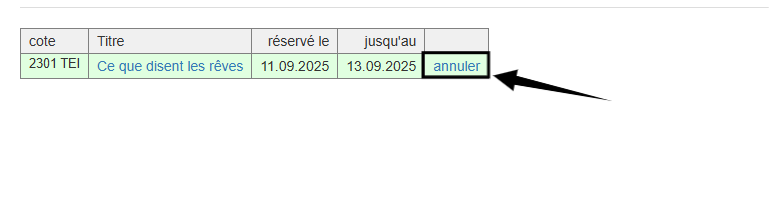 cote Titre réservé le jusqu'au
2301 TEI Ce que disent les rêves 11.09.2025 13.09.2025 annuler